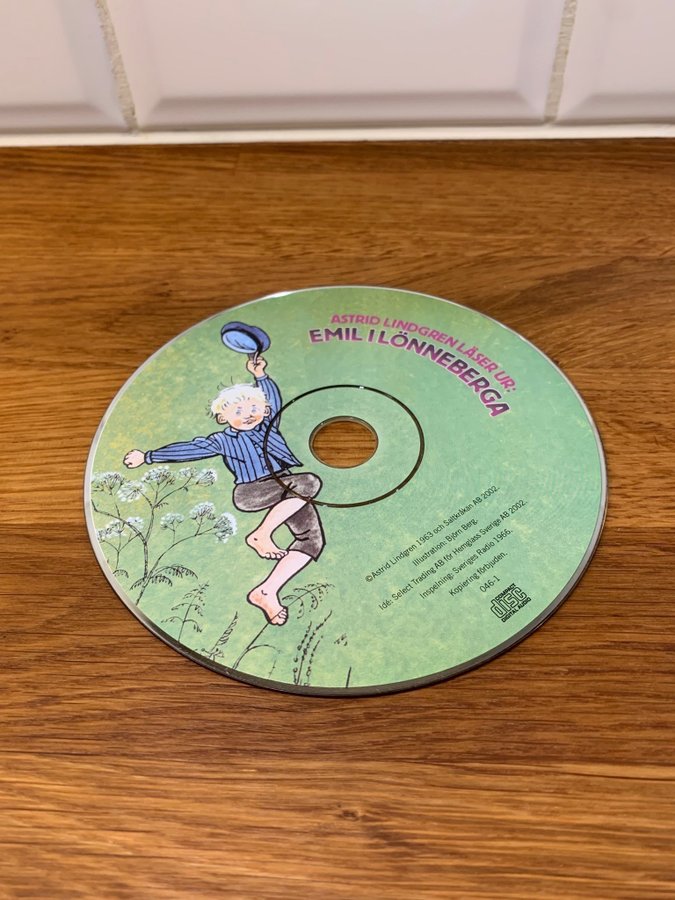 ASTRID LINDGREN LÄSER UR:
EMIL I LÖNNEBERGA
©Astrid Lindgren 1963 och Saltkråkan AB 2002.
Illustration: Björn Berg.
Idé: Select Trading AB för Hemglass Sverige AB 2002.
Inspelning: Sveriges Radio 1966.
Kopiering förbjuden.
046-1
COMPACT
disc
DIGITAL AUDIO